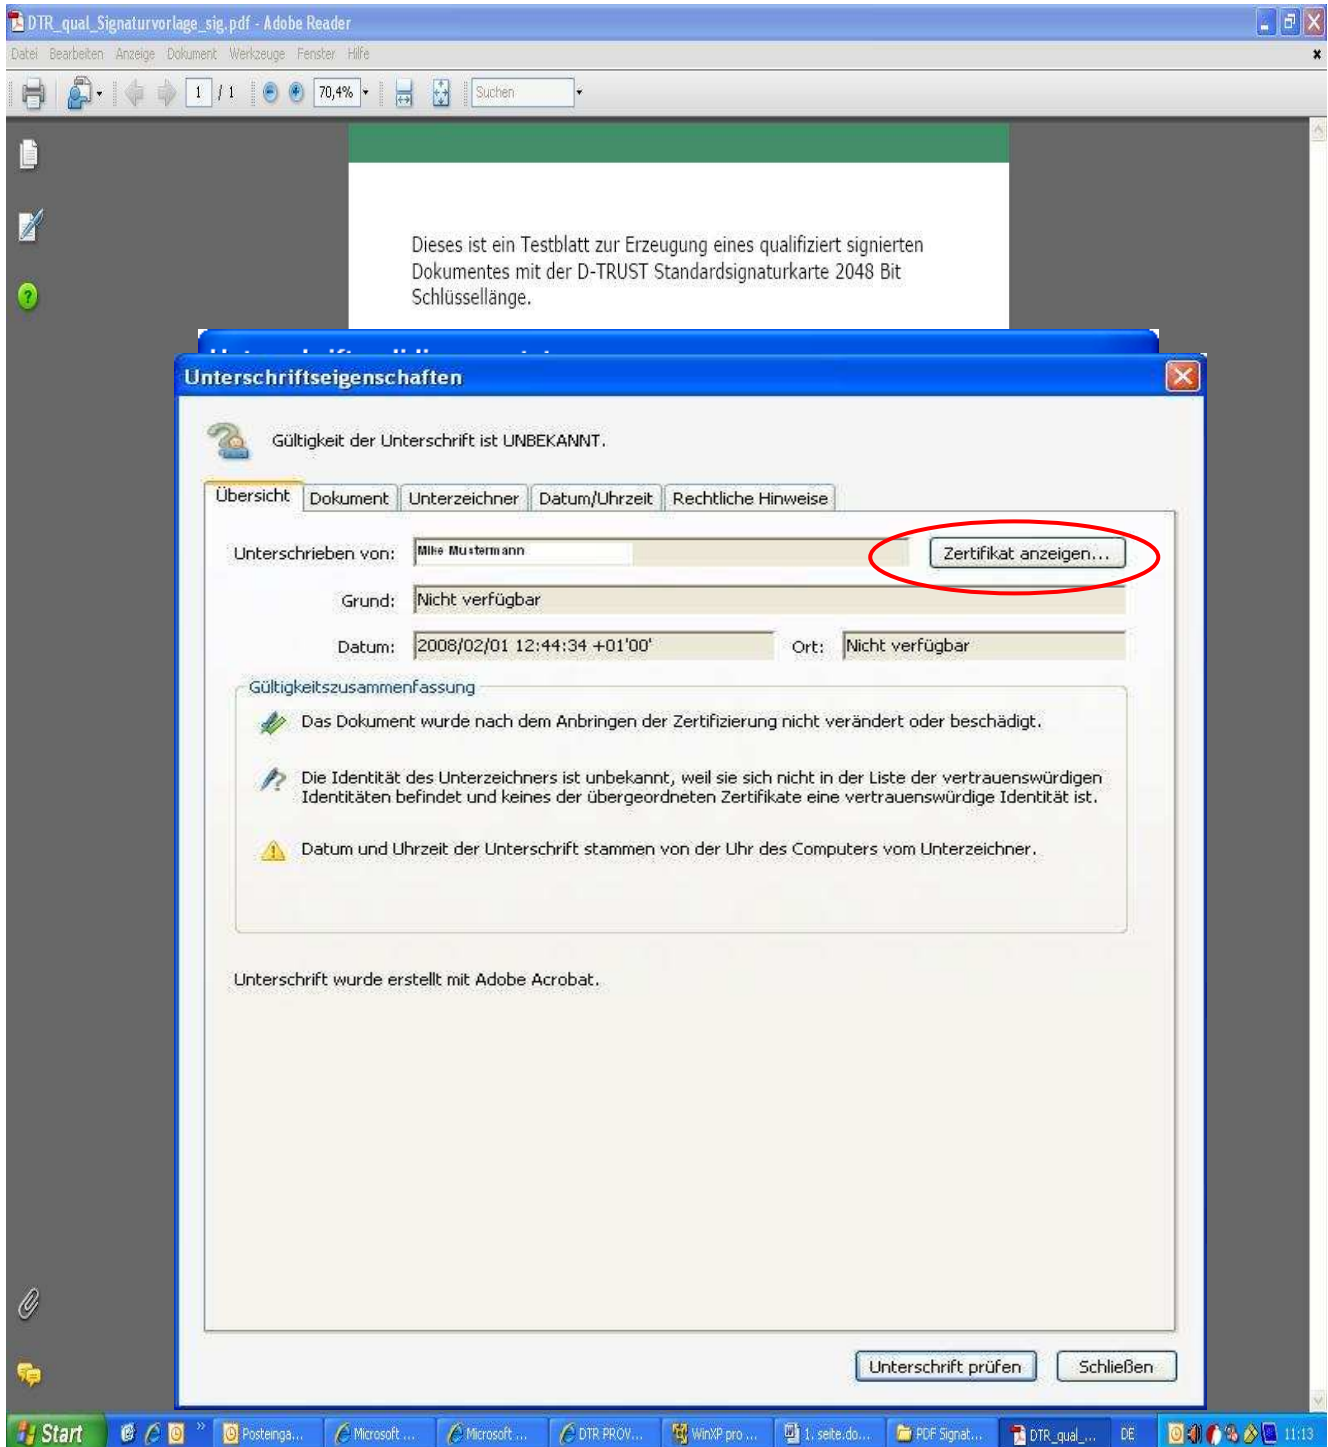 DTR_qual_Signaturvorlage_sig.pdf - Adobe Reader
Datei Bearbeiten Anzeige Dokument Werkzeuge Fenster Hilfe
1 / 1 70,4% Suchen
Dieses ist ein Testblatt zur Erzeugung eines qualifiziert signierten
Dokumentes mit der D-TRUST Standardsignaturkarte 2048 Bit
Schlüssellänge.
Unterschriftseigenschaften
Gültigkeit der Unterschrift ist UNBEKANNT.
Übersicht Dokument Unterzeichner Datum/Uhrzeit Rechtliche Hinweise
Unterschrieben von: Mike Mustermann Zertifikat anzeigen...
Grund: Nicht verfügbar
Datum: 2008/02/01 12:44:34 +01'00' Ort: Nicht verfügbar
Gültigkeitszusammenfassung
Das Dokument wurde nach dem Anbringen der Zertifizierung nicht verändert oder beschädigt.
Die Identität des Unterzeichners ist unbekannt, weil sie sich nicht in der Liste der vertrauenswürdigen
Identitäten befindet und keines der übergeordneten Zertifikate eine vertrauenswürdige Identität ist.
Datum und Uhrzeit der Unterschrift stammen von der Uhr des Computers vom Unterzeichner.
Unterschrift wurde erstellt mit Adobe Acrobat.
Unterschrift prüfen Schließen
Start » Posteinga... Microsoft ... Microsoft ... DTR PROV... WinXP pro ... 1. seite.do... PDF Signat... DTR_qual_... DE 11:13